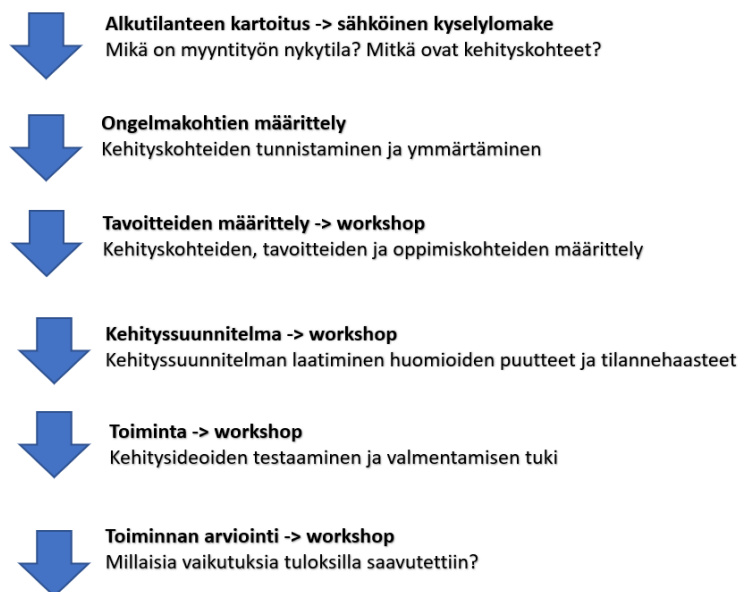 Alkutilanteen kartoitus -> sähköinen kyselylomake
Mikä on myyntityön nykytila? Mitkä ovat kehityskohteet?
Ongelmakohtien määrittely
Kehityskohteiden tunnistaminen ja ymmärtäminen
Tavoitteiden määrittely -> workshop
Kehityskohteiden, tavoitteiden ja oppimiskohteiden määrittely
Kehityssuunnitelma -> workshop
Kehityssuunnitelman laatiminen huomioiden puutteet ja tilannehaasteet
Toiminta -> workshop
Kehitysideoiden testaaminen ja valmentamisen tuki
Toiminnan arviointi -> workshop
Millaisia vaikutuksia tuloksilla saavutettiin?